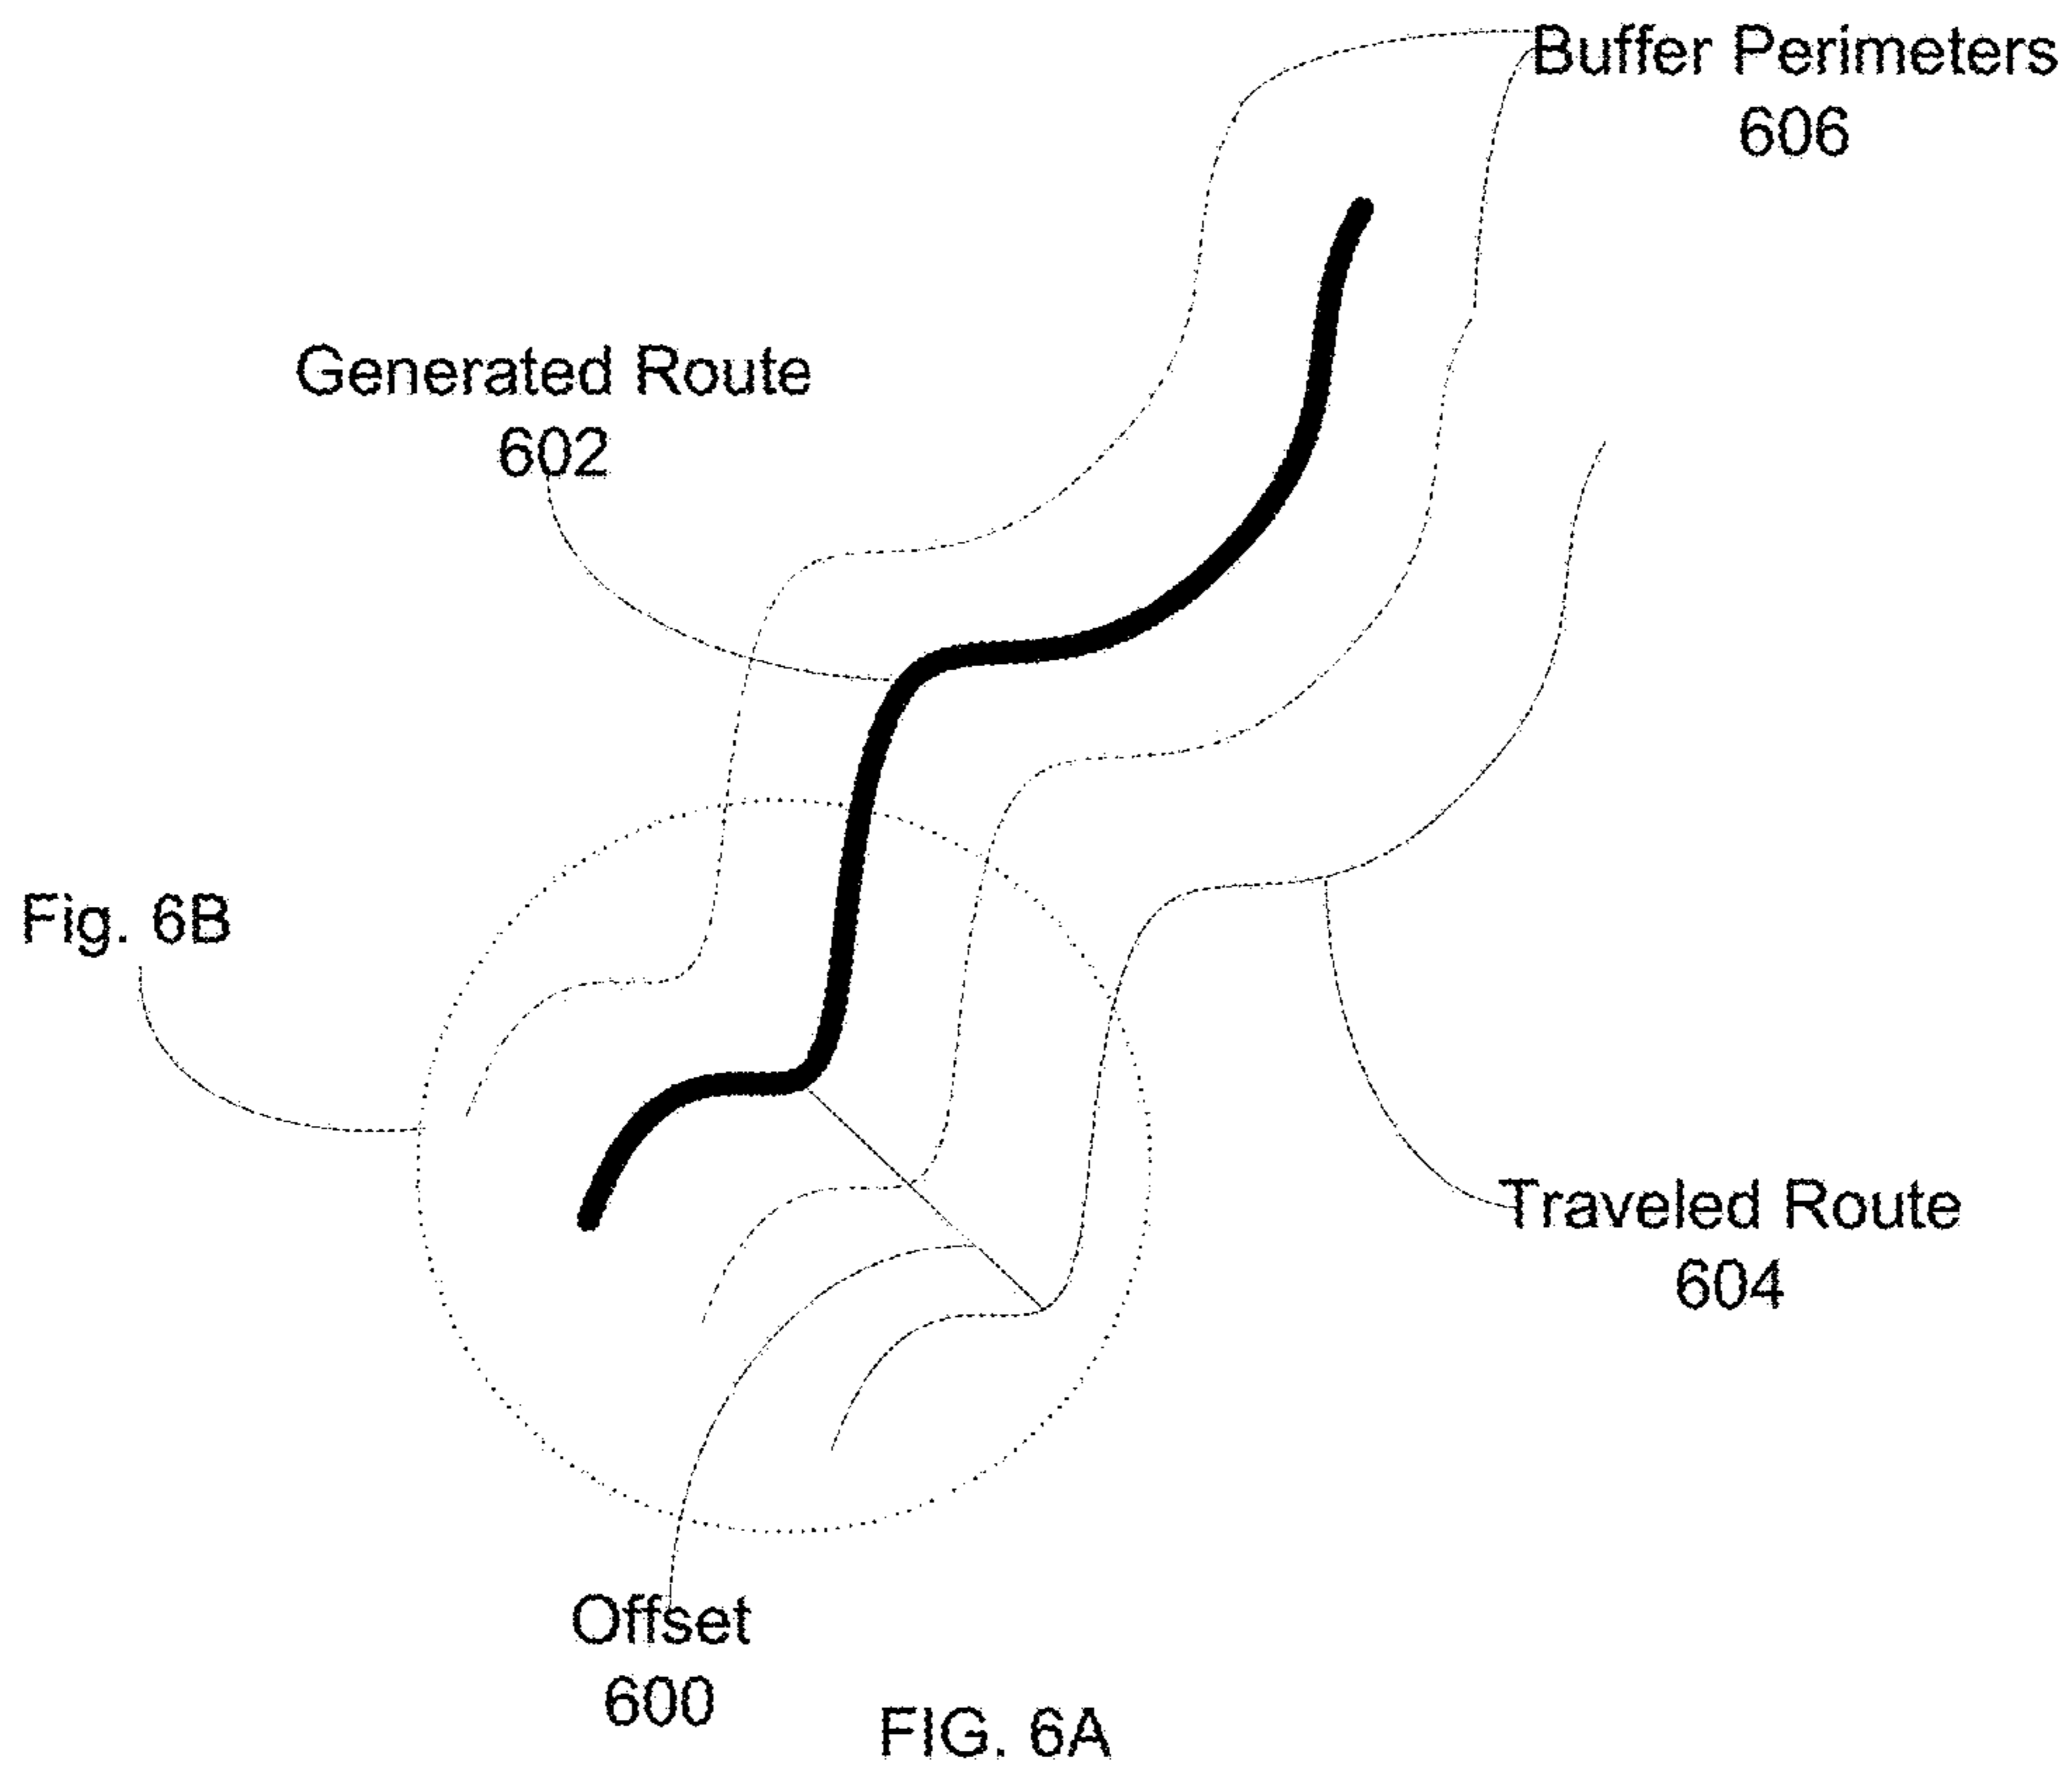 Buffer Perimeters
606
Generated Route
602
Fig. 6B
Traveled Route
604
Offset
600
FIG. 6A